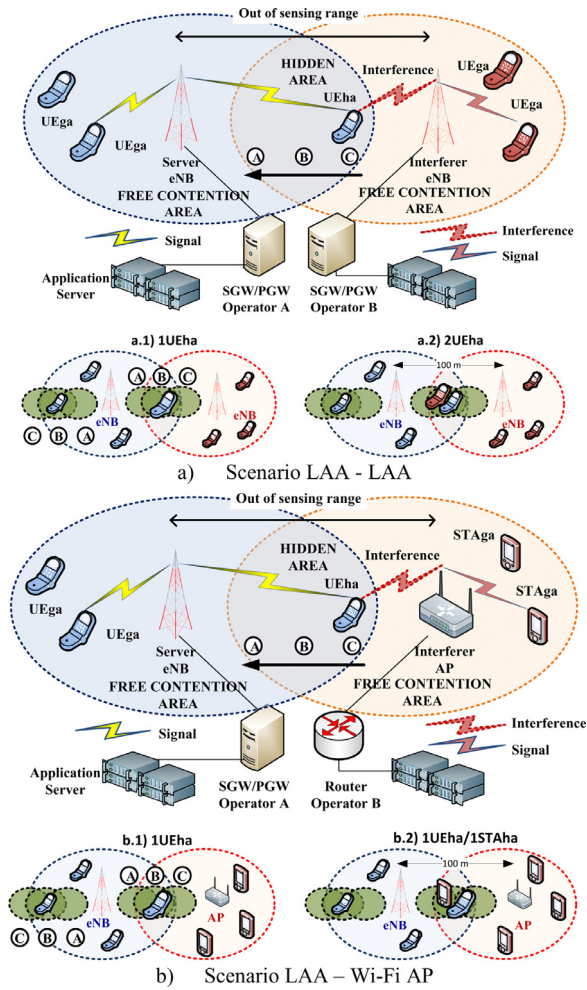 Out of sensing range
HIDDEN
AREA
Interference
UEga
UEha
UEga
UEga
UEga
Server
eNB
A B C
Interferer
eNB
FREE CONTENTION
AREA
FREE CONTENTION
AREA
Signal
Interference
Signal
Application
Server
SGW/PGW
Operator A
SGW/PGW
Operator B
a.1) 1UEha
a.2) 2UEha
A B C
100 m
eNB
eNB
eNB
eNB
C B A
a) Scenario LAA - LAA
Out of sensing range
STAga
HIDDEN
AREA
Interference
UEha
STAga
UEga
UEga
Server
eNB
A B C
Interferer
AP
FREE CONTENTION
AREA
FREE CONTENTION
AREA
Signal
Interference
Signal
Application
Server
SGW/PGW
Operator A
Router
Operator B
b.1) 1UEha
b.2) 1UEha/1STAha
A B C
100 m
eNB
AP
eNB
AP
C B A
b) Scenario LAA – Wi-Fi AP